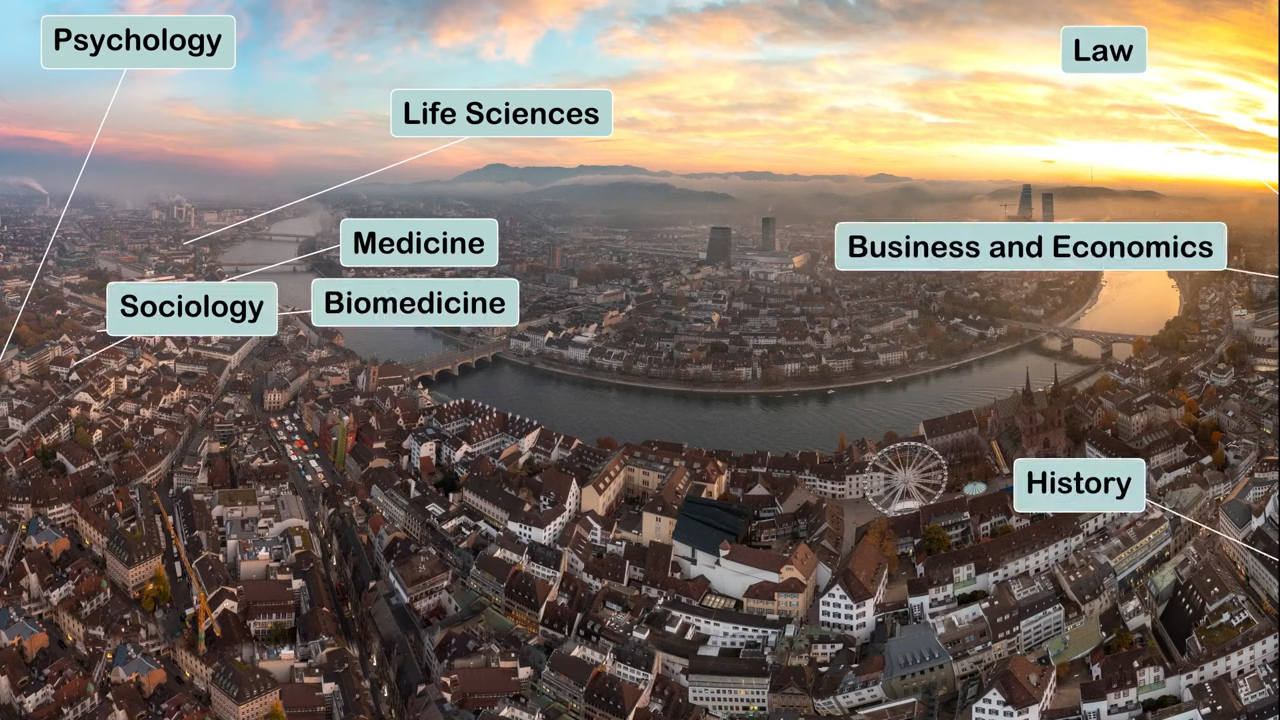 Psychology
Law
Life Sciences
Medicine
Business and Economics
Sociology
Biomedicine
History